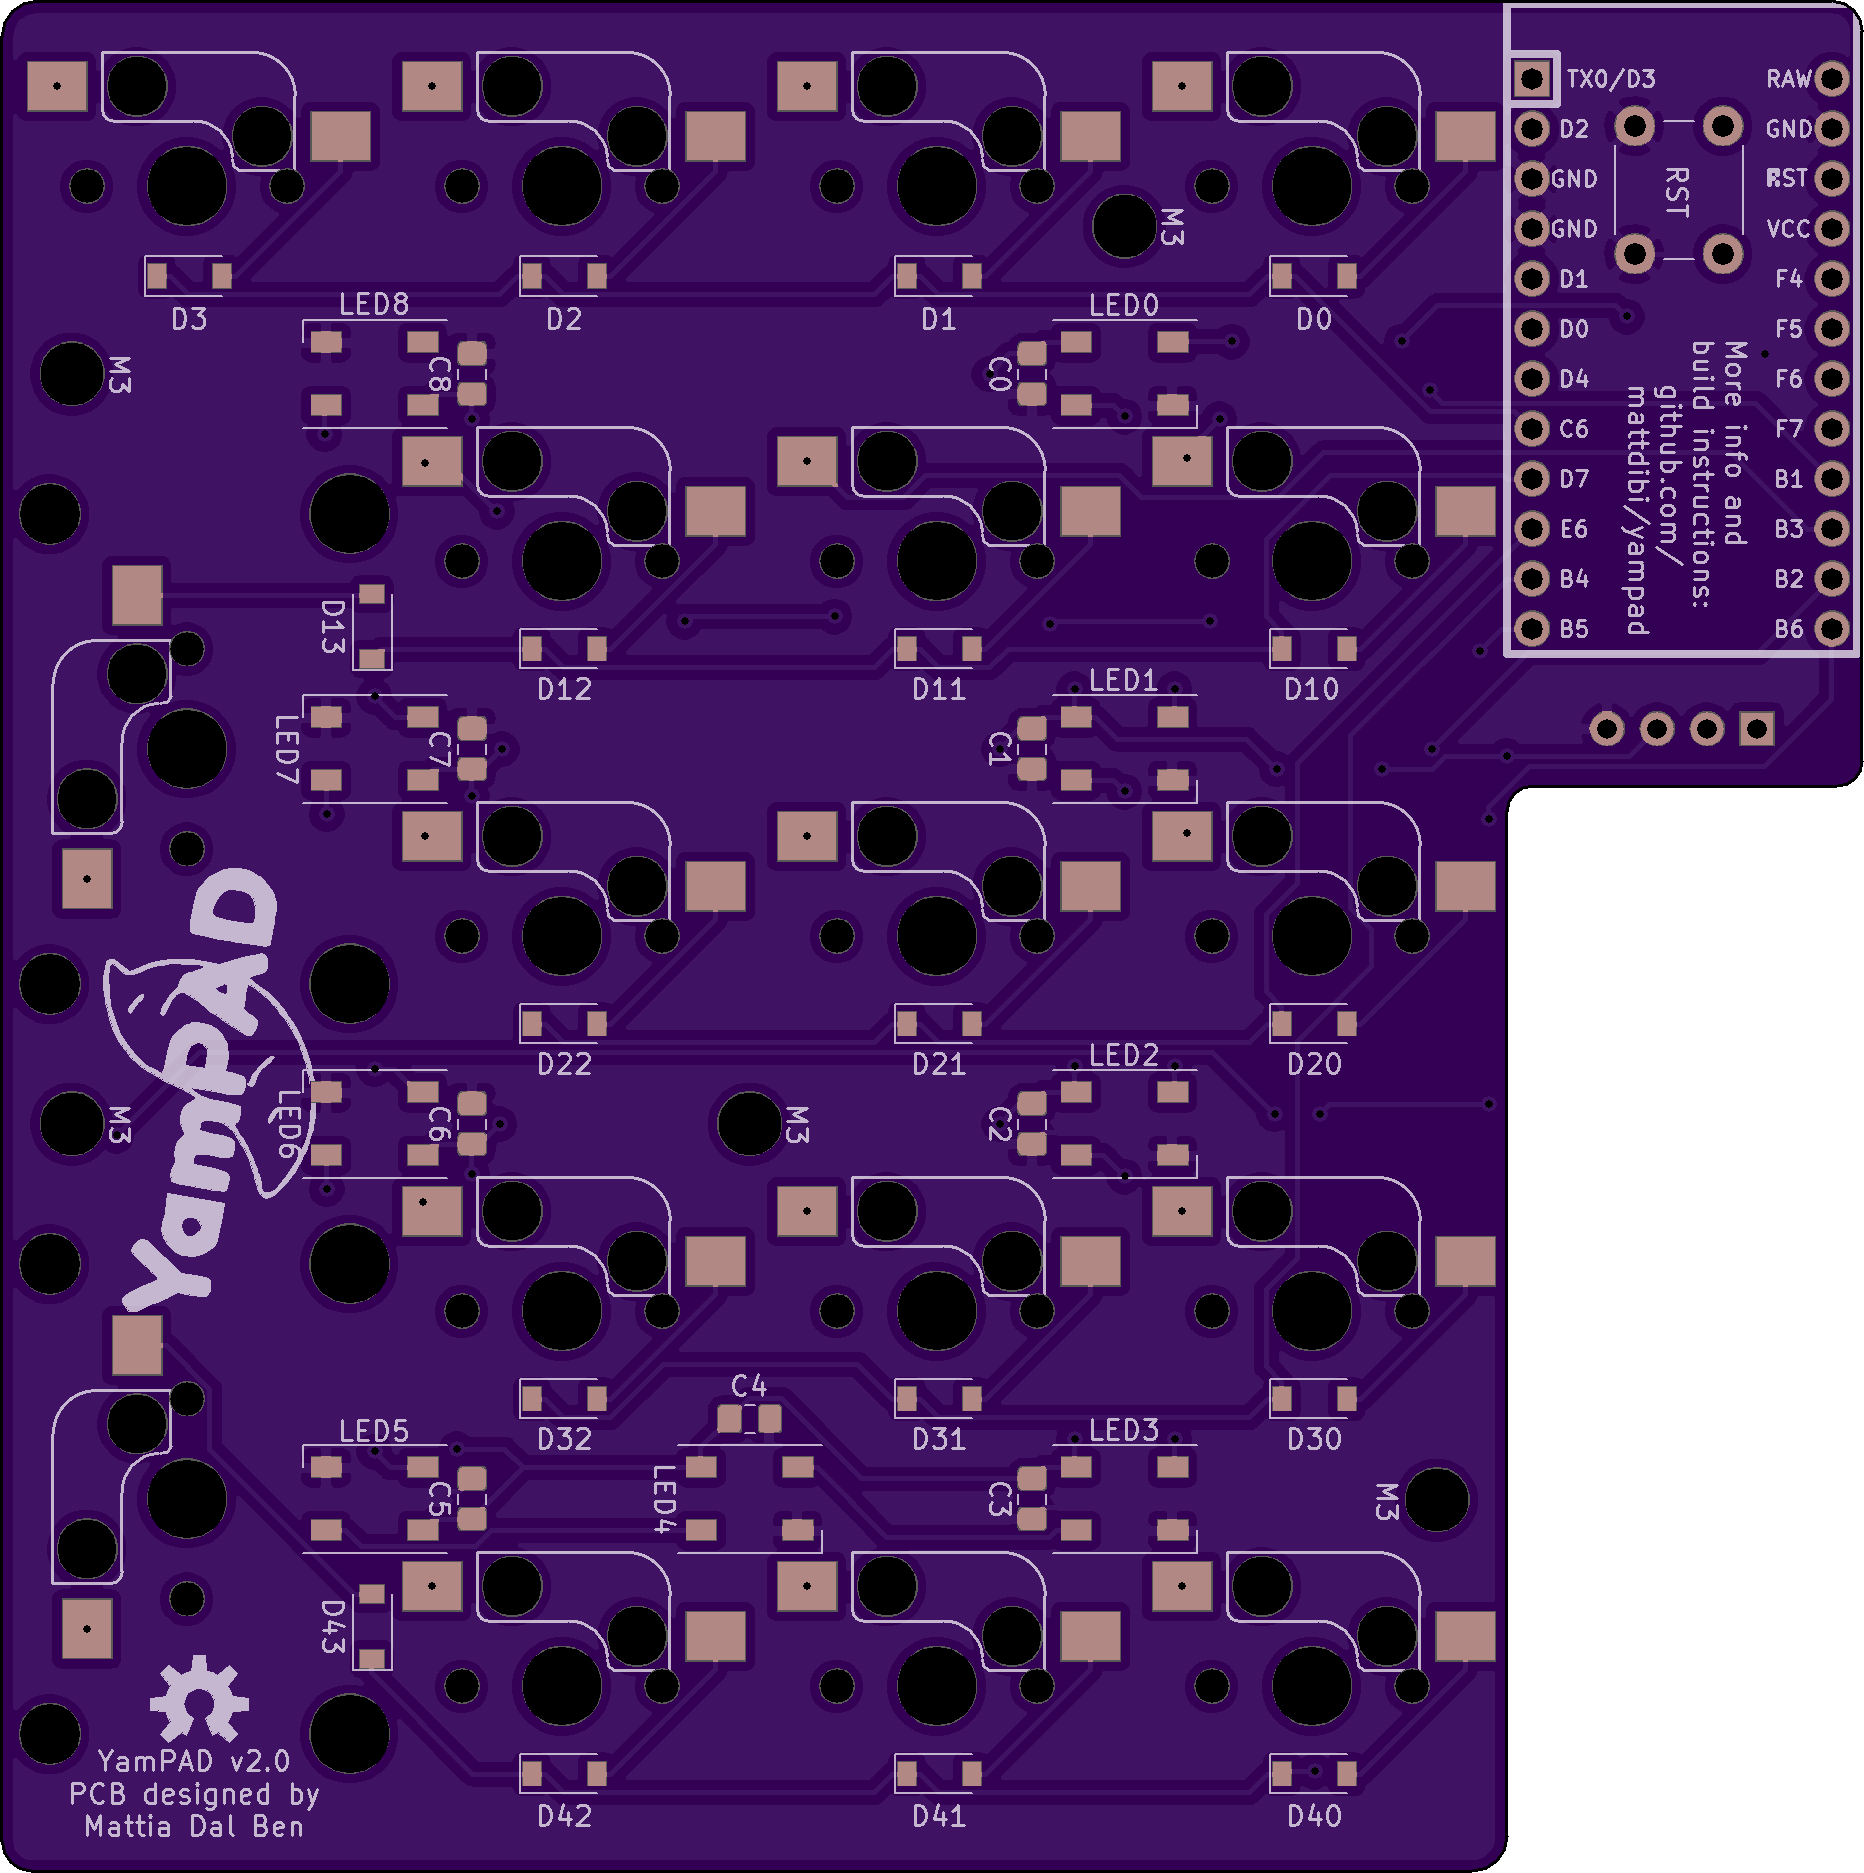 TX0/D3
RAW
D2
GND
GND
RST
RST
GND
VCC
D1
F4
D0
F5
D4
F6
C6
F7
D7
B1
E6
B3
B4
B2
B5
B6
More info and
build instructions:
github.com/
mattdibi/yampad
M3
D3
D2
D1
D0
LED8
LED0
M3
C8
C0
D13
D12
D11
D10
LED7
C7
C1
LED1
YamPAD
D22
D21
D20
LED2
M3
LED6
C6
M3
C2
D32
C4
D31
D30
LED5
LED3
C5
LED4
C3
M3
D43
D42
D41
D40
YamPAD v2.0
PCB designed by
Mattia Dal Ben